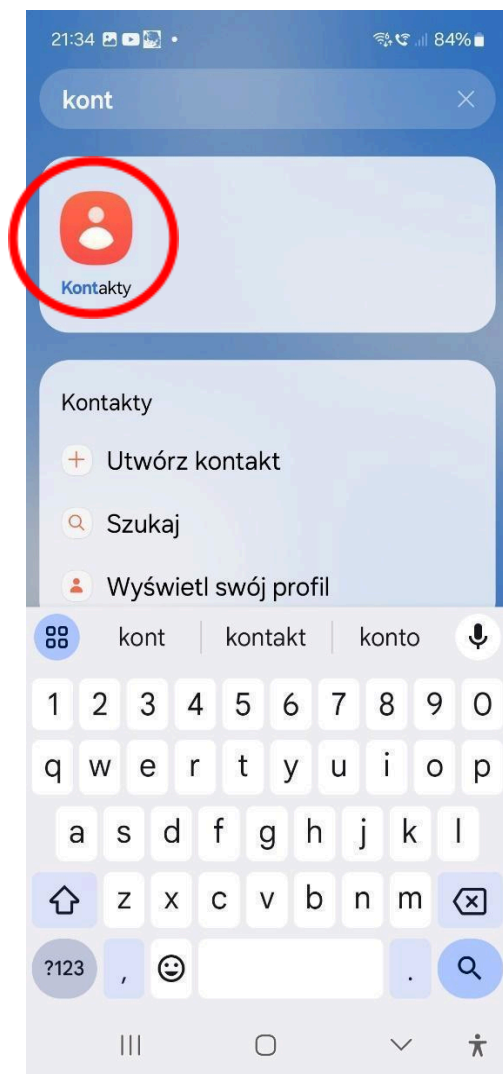 21:34 84%
kont
Kontakty
Kontakty
Utwórz kontakt
Szukaj
Wyświetl swój profil
kont kontakt konto
1 2 3 4 5 6 7 8 9 0
q w e r t y u i o p
a s d f g h j k l
z x c v b n m
?123 , .